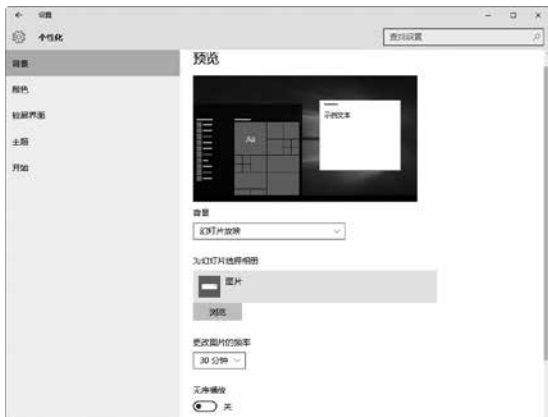 设置
个性化
查找设置
背景
颜色
锁屏界面
主题
开始
预览
Aa
示例文本
背景
幻灯片放映
为幻灯片选择相册
图片
浏览
更改图片的频率
30 分钟
无序播放
关